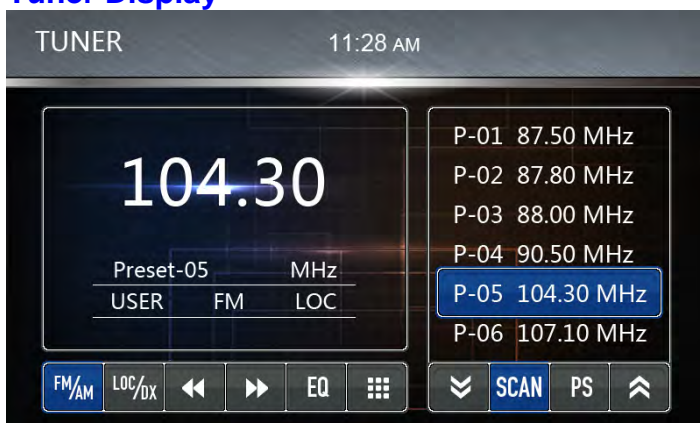 Tuner Display
TUNER 11:28 AM
104.30
Preset-05 MHz
USER FM LOC
P-01 87.50 MHz
P-02 87.80 MHz
P-03 88.00 MHz
P-04 90.50 MHz
P-05 104.30 MHz
P-06 107.10 MHz
FM/AM LOC/DX EQ SCAN PS